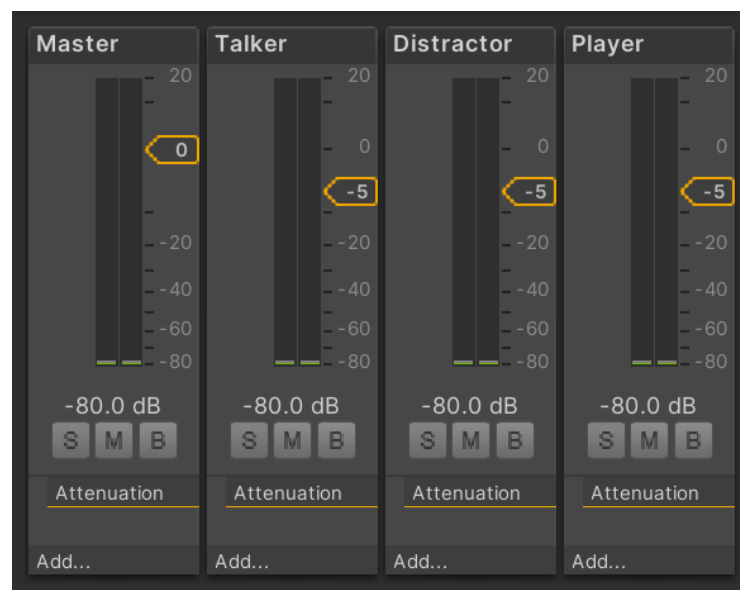 Master
20
0
-20
-40
-60
-80
-80.0 dB
S M B
Attenuation
Add...
Talker
20
0
-5
-20
-40
-60
-80
-80.0 dB
S M B
Attenuation
Add...
Distractor
20
0
-5
-20
-40
-60
-80
-80.0 dB
S M B
Attenuation
Add...
Player
20
0
-5
-20
-40
-60
-80
-80.0 dB
S M B
Attenuation
Add...